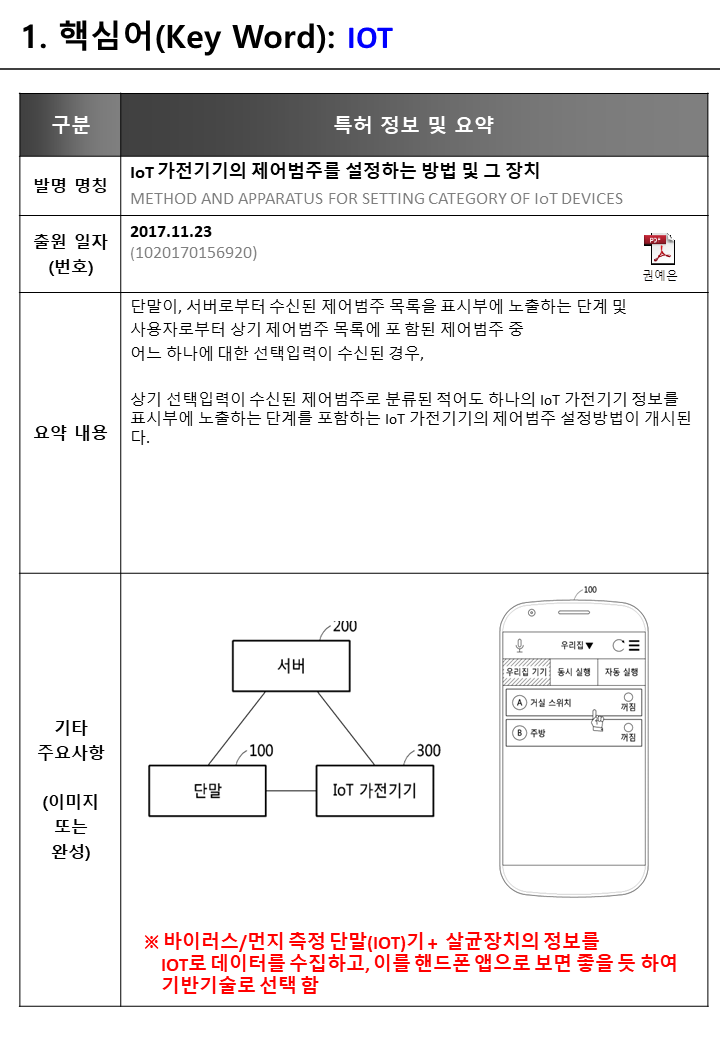 1. 핵심어(Key Word): IOT
구분
특허 정보 및 요약
발명 명칭
IoT 가전기기의 제어범주를 설정하는 방법 및 그 장치
METHOD AND APPARATUS FOR SETTING CATEGORY OF IoT DEVICES
출원 일자
(번호)
2017.11.23
(1020170156920)
PDF
권예은
요약 내용
단말이, 서버로부터 수신된 제어범주 목록을 표시부에 노출하는 단계 및
사용자로부터 상기 제어범주 목록에 포 함된 제어범주 중
어느 하나에 대한 선택입력이 수신된 경우,
상기 선택입력이 수신된 제어범주로 분류된 적어도 하나의 IoT 가전기기 정보를
표시부에 노출하는 단계를 포함하는 IoT 가전기기의 제어범주 설정방법이 개시된
다.
기타
주요사항
(이미지
또는
완성)
200
서버
100
단말
300
IoT 가전기기
100
우리집▼
우리집 기기
동시 실행
자동 실행
A 거실 스위치
꺼짐
B 주방
꺼짐
※ 바이러스/먼지 측정 단말(IOT)기 + 살균장치의 정보를
IOT로 데이터를 수집하고, 이를 핸드폰 앱으로 보면 좋을 듯 하여
기반기술로 선택 함